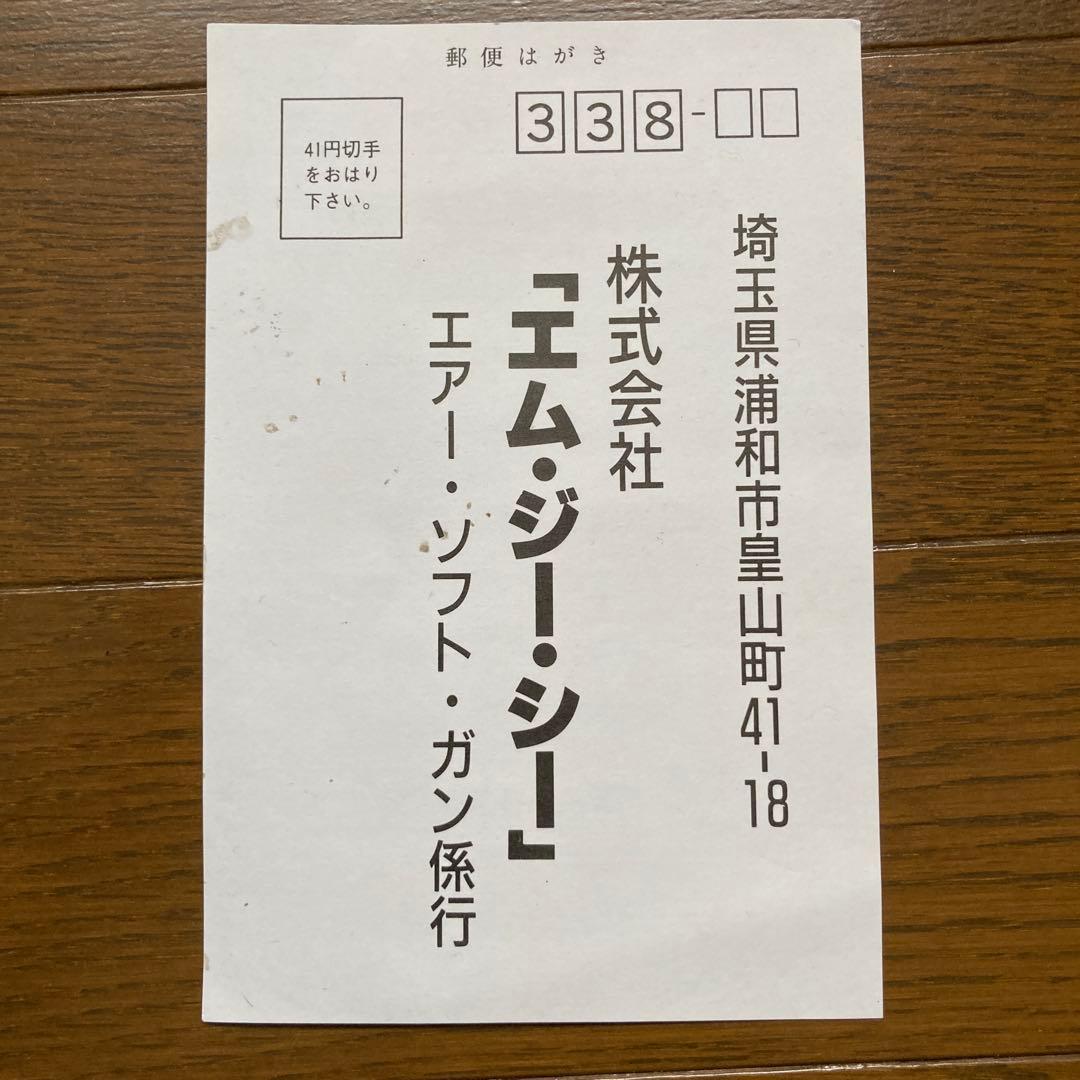 郵便はがき
338-
41円切手
をおはり
下さい。
埼玉県浦和市皇山町41-18
株式会社
「エム・ジー・シー」
エアー・ソフト・ガン係行